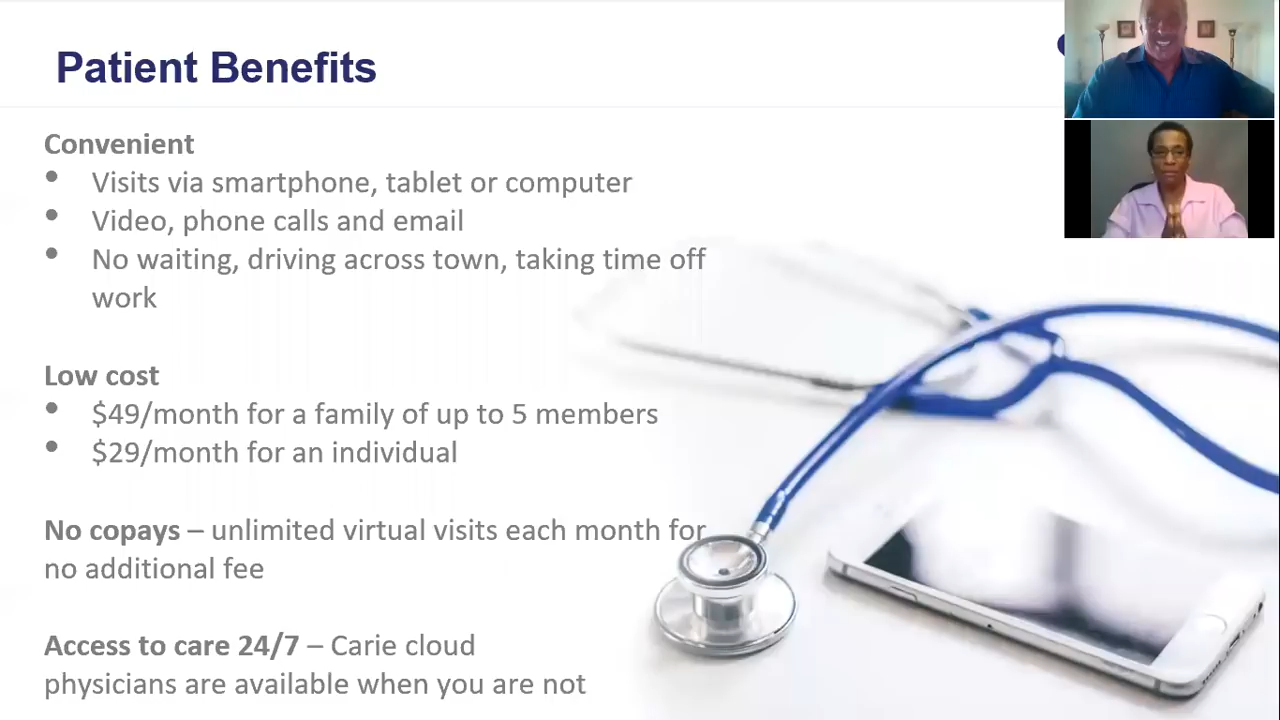 Patient Benefits
Convenient
• Visits via smartphone, tablet or computer
• Video, phone calls and email
• No waiting, driving across town, taking time off
work
Low cost
• $49/month for a family of up to 5 members
• $29/month for an individual
No copays – unlimited virtual visits each month for
no additional fee
Access to care 24/7 – Carie cloud
physicians are available when you are not